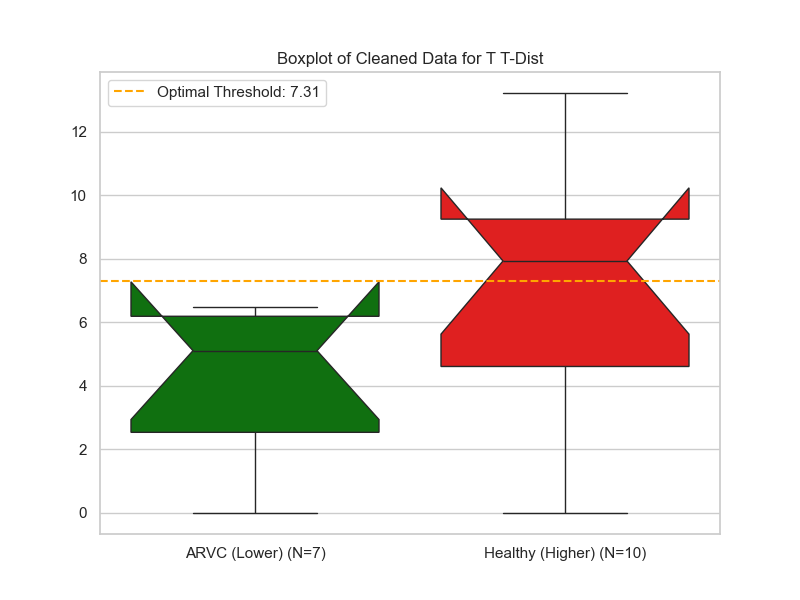 Boxplot of Cleaned Data for T T-Dist
Optimal Threshold: 7.31
12
10
8
6
4
2
0
ARVC (Lower) (N=7)
Healthy (Higher) (N=10)